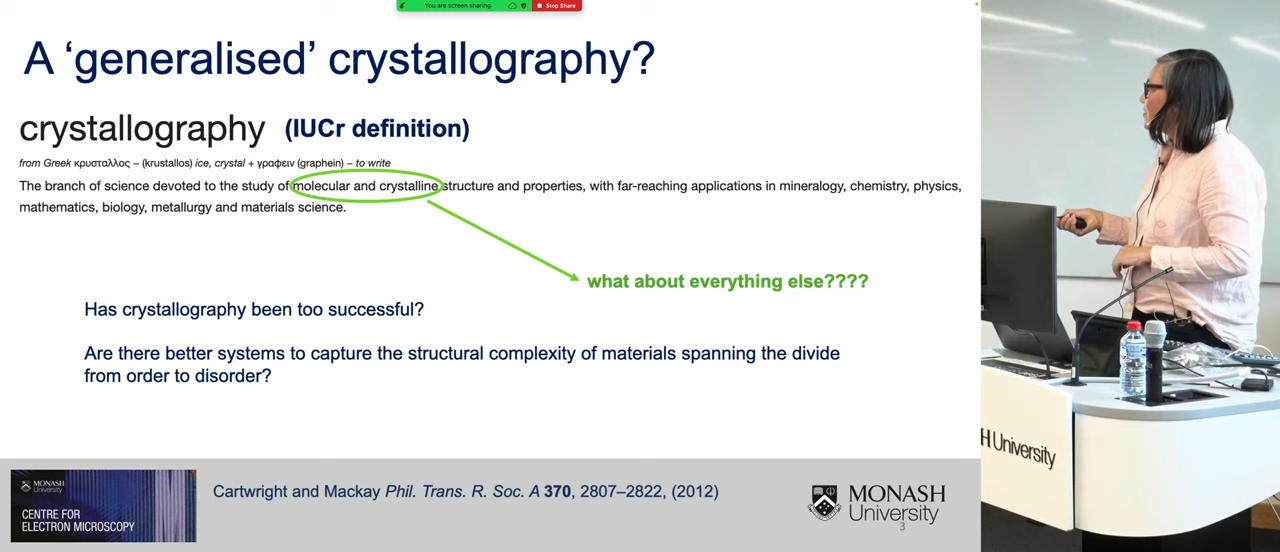 You are screen sharing
Stop Share
A ‘generalised’ crystallography?
crystallography (IUCr definition)
from Greek κρυσταλλος – (krustallos) ice, crystal + γραφειν (graphein) – to write
The branch of science devoted to the study of molecular and crystalline structure and properties, with far-reaching applications in mineralogy, chemistry, physics,
mathematics, biology, metallurgy and materials science.
what about everything else????
Has crystallography been too successful?
Are there better systems to capture the structural complexity of materials spanning the divide
from order to disorder?
MONASH
University
CENTRE FOR
ELECTRON MICROSCOPY
Cartwright and Mackay Phil. Trans. R. Soc. A 370, 2807–2822, (2012)
MONASH
University
3
H University